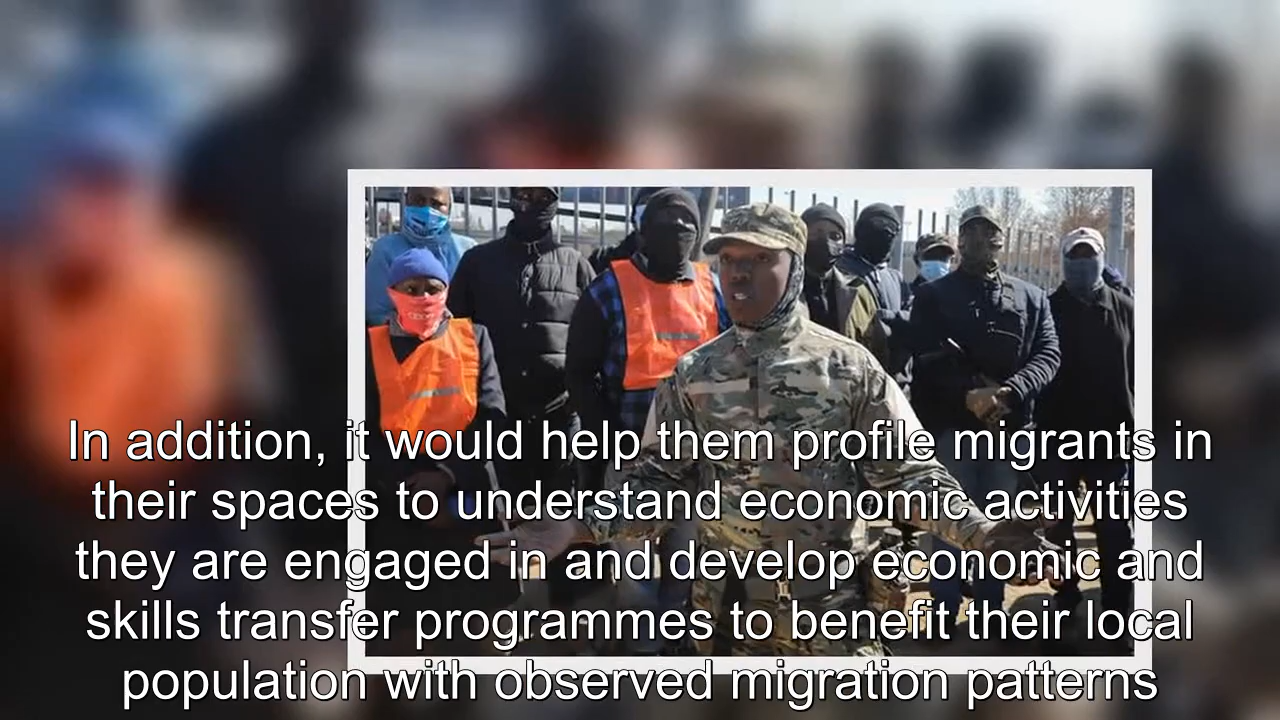 In addition, it would help them profile migrants in
their spaces to understand economic activities
they are engaged in and develop economic and
skills transfer programmes to benefit their local
population with observed migration patterns